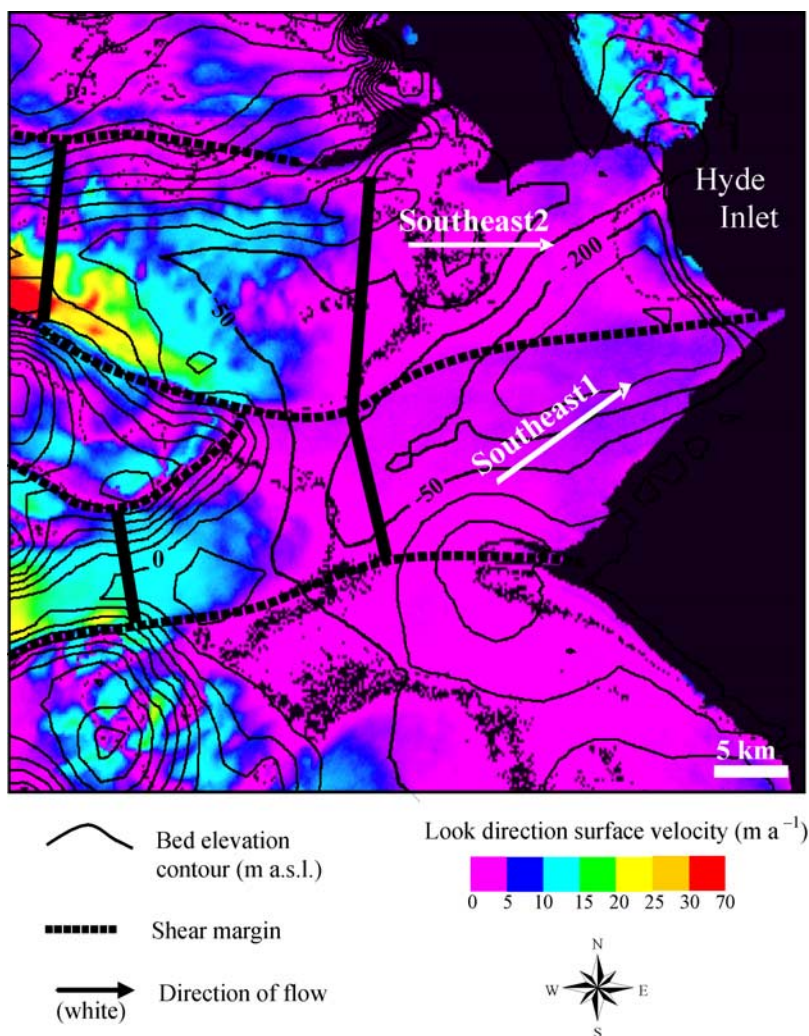 Hyde
Inlet
Southeast2
-200
-50
Southeast1
-50
0
5 km
Bed elevation
contour (m a.s.l.)
Shear margin
Direction of flow
(white)
Look direction surface velocity (m a⁻¹)
0 5 10 15 20 25 30 70
N
W E
S